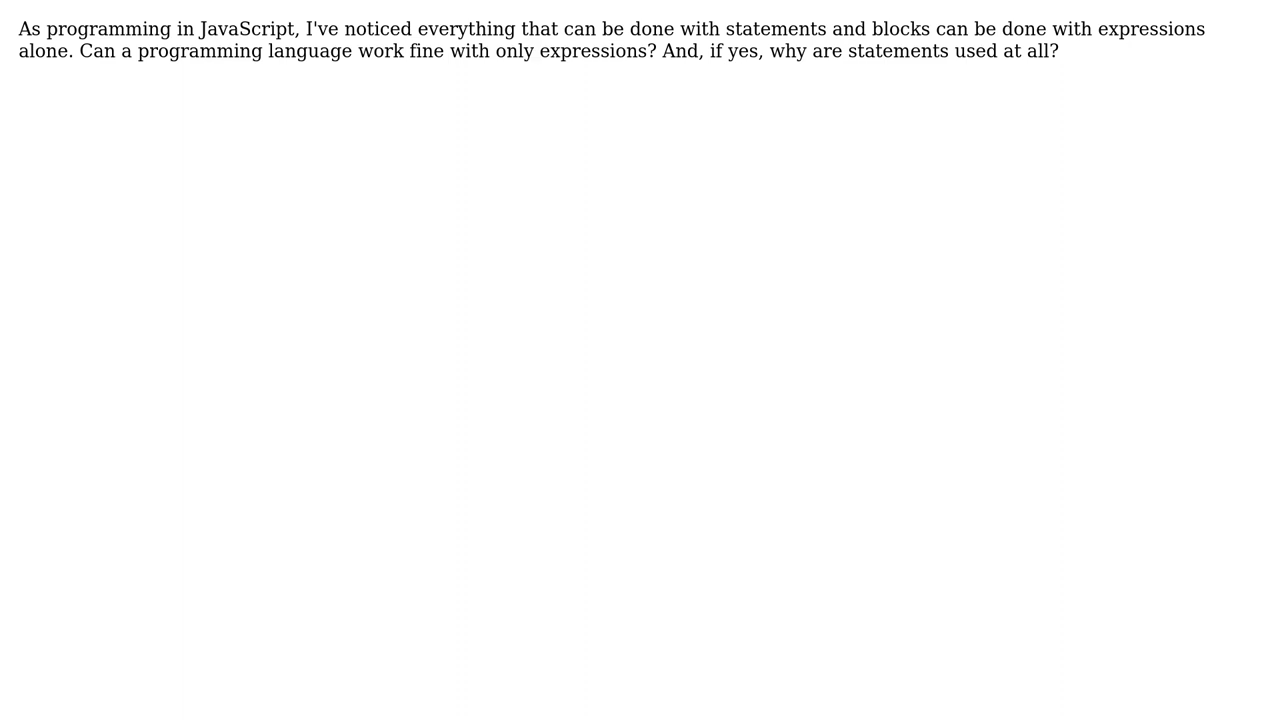 As programming in JavaScript, I've noticed everything that can be done with statements and blocks can be done with expressions
alone. Can a programming language work fine with only expressions? And, if yes, why are statements used at all?